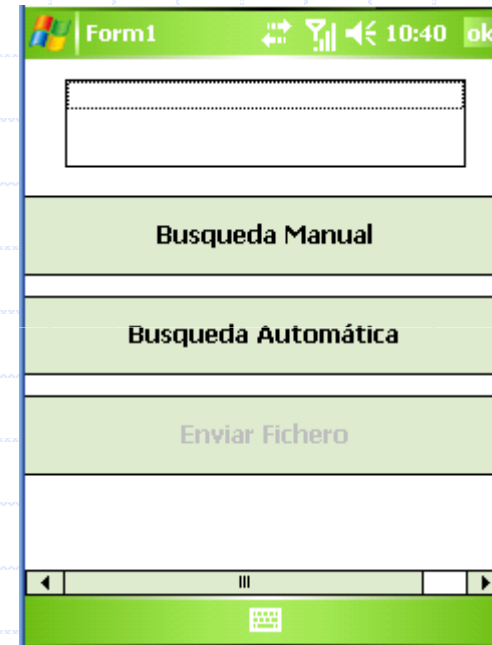 Form1 10:40 ok
Busqueda Manual
Busqueda Automática
Enviar Fichero